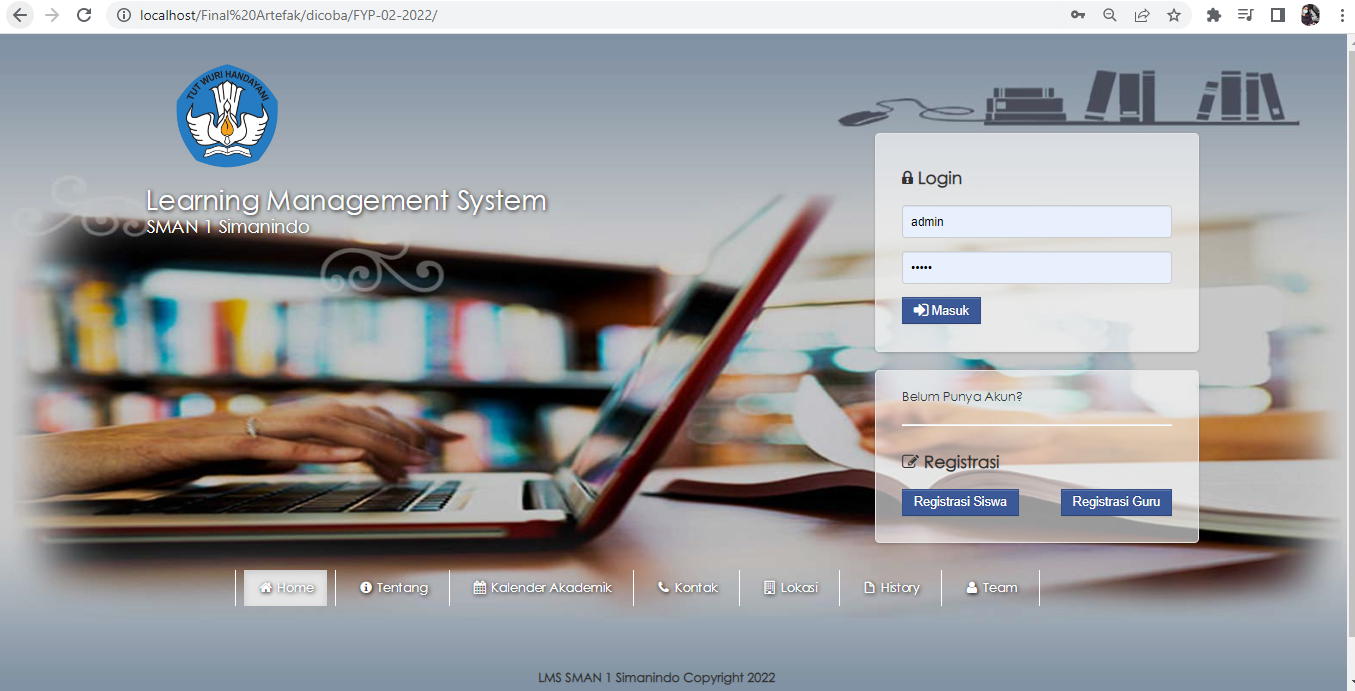 localhost/Final%20Artefak/dicoba/FYP-02-2022/
TUT WURI HANDAYANI
Learning Management System
SMAN 1 Simanindo
Login
admin
•••••
Masuk
Belum Punya Akun?
Registrasi
Registrasi Siswa
Registrasi Guru
Home
Tentang
Kalender Akademik
Kontak
Lokasi
History
Team
LMS SMAN 1 Simanindo Copyright 2022